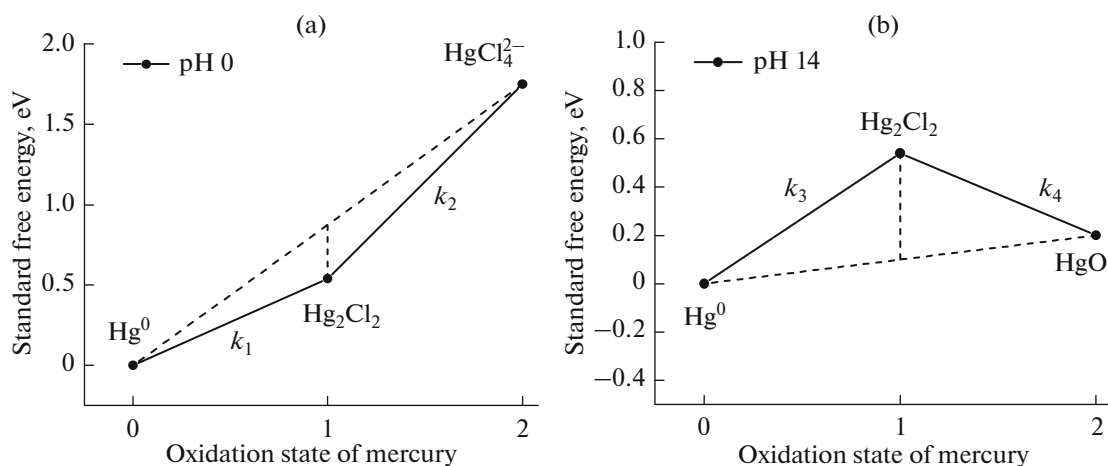 (a)
pH 0
Standard free energy, eV
2.0
1.5
1.0
0.5
0
HgCl₄²⁻
k₂
Hg₂Cl₂
Hg⁰
k₁
0 1 2
Oxidation state of mercury
(b)
pH 14
Standard free energy, eV
1.0
0.8
0.6
0.4
0.2
0
−0.2
−0.4
Hg₂Cl₂
k₃
k₄
HgO
Hg⁰
0 1 2
Oxidation state of mercury